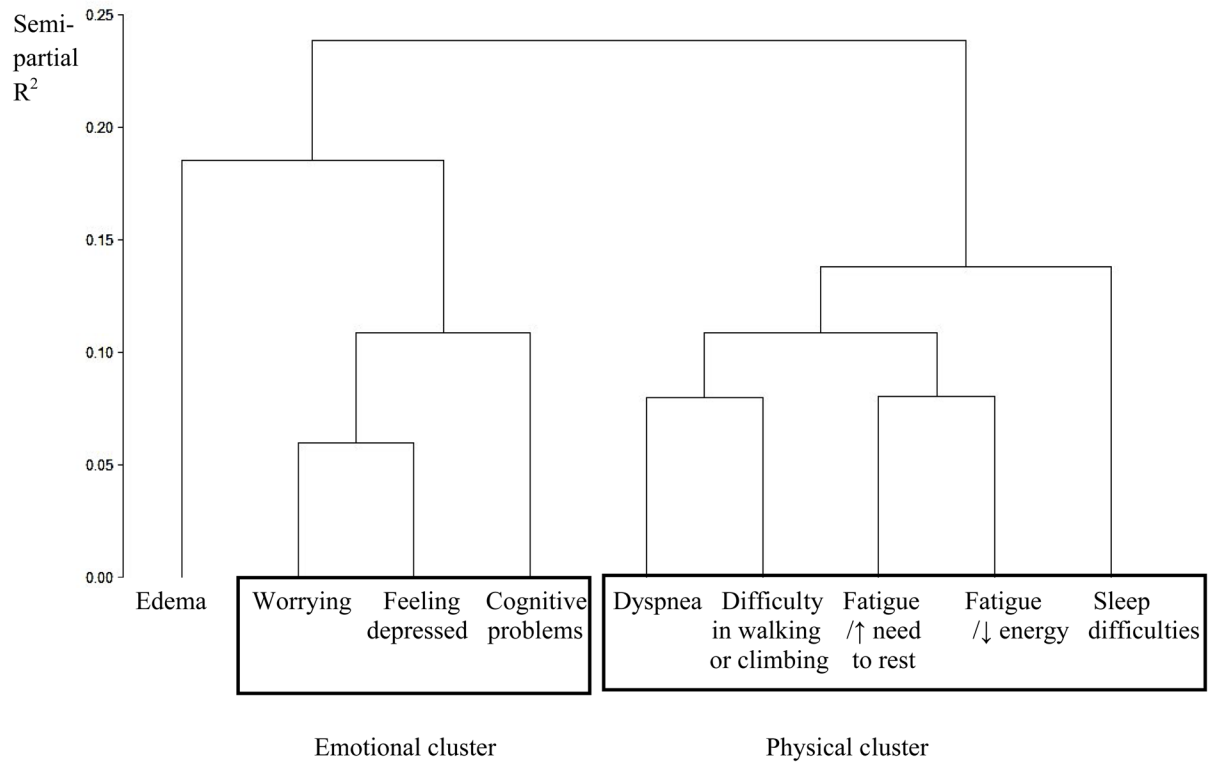 Semi-
partial
R²
0.25
0.20
0.15
0.10
0.05
0.00
Edema Worrying Feeling Cognitive Dyspnea Difficulty Fatigue Fatigue Sleep
depressed problems in walking /↑ need /↓ energy difficulties
or climbing to rest
Emotional cluster Physical cluster